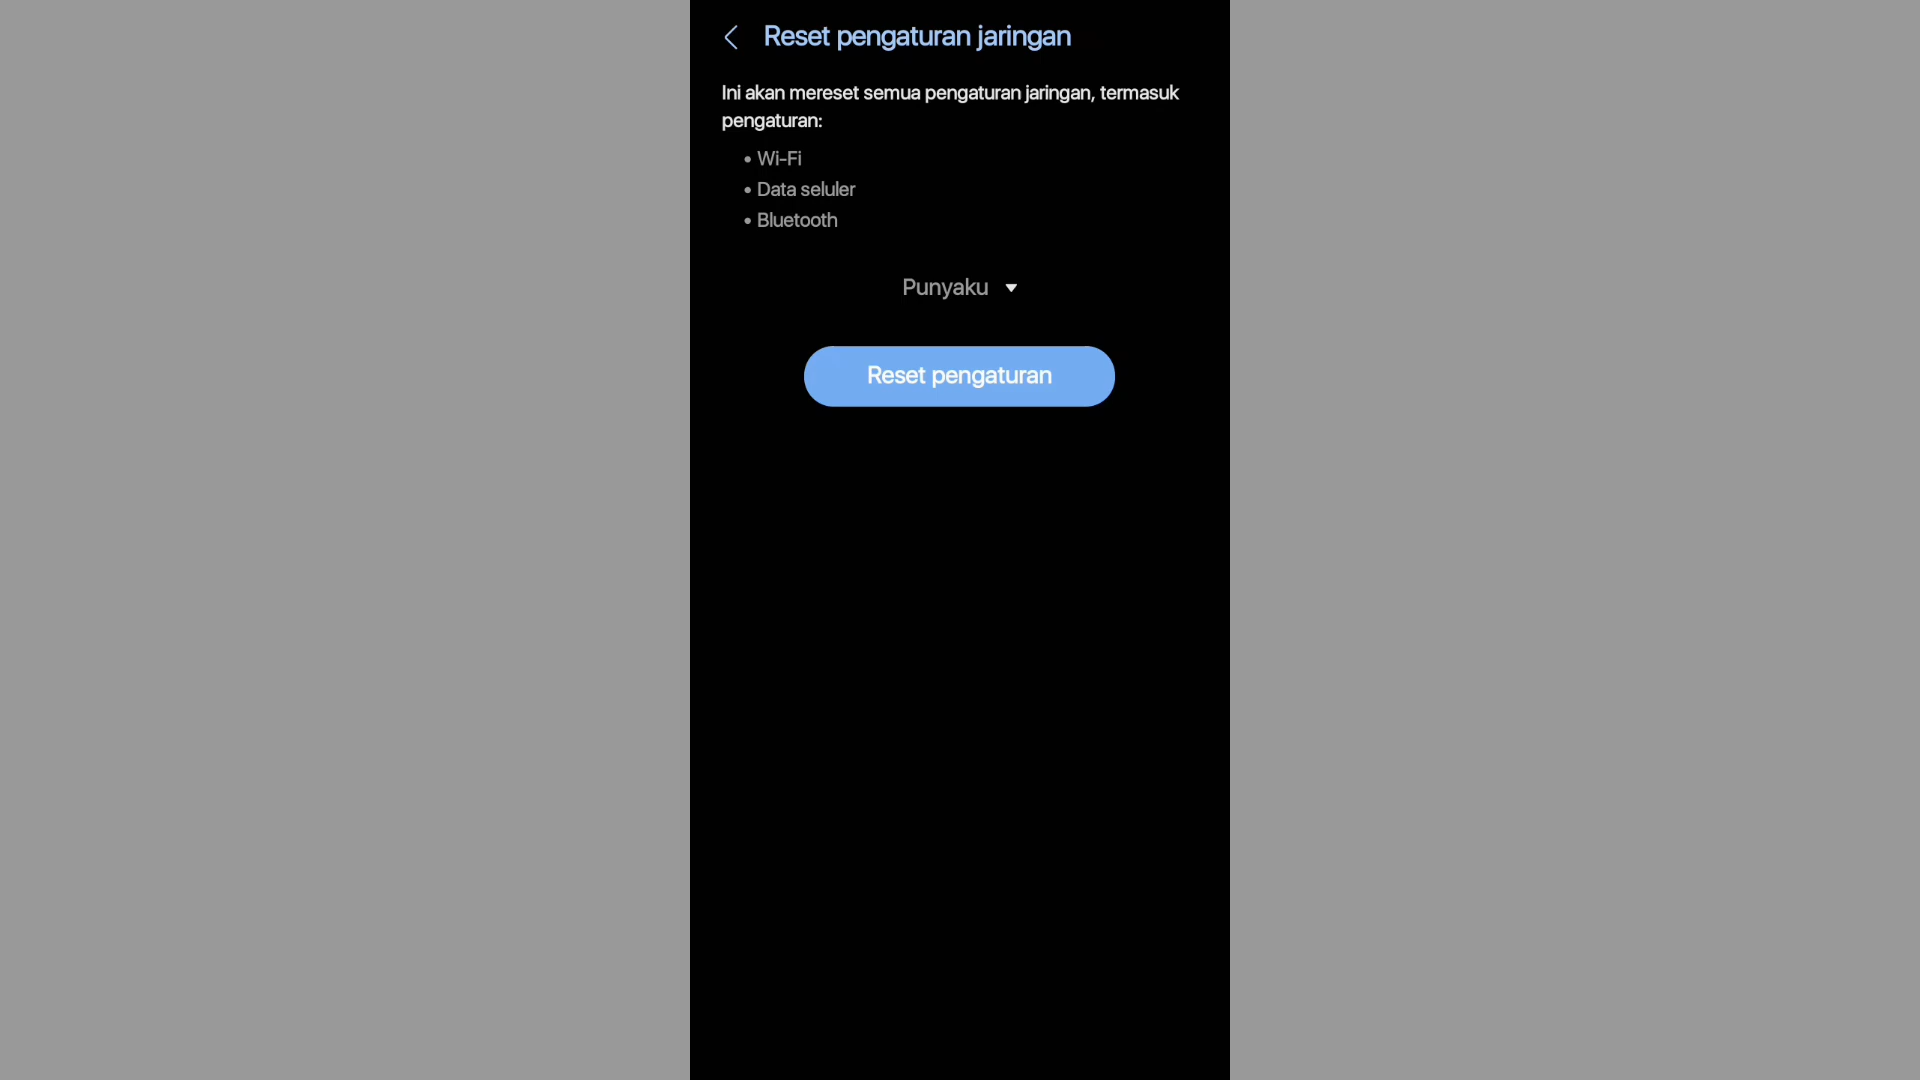 Reset pengaturan jaringan
Ini akan mereset semua pengaturan jaringan, termasuk
pengaturan:
• Wi-Fi
• Data seluler
• Bluetooth
Punyaku
Reset pengaturan